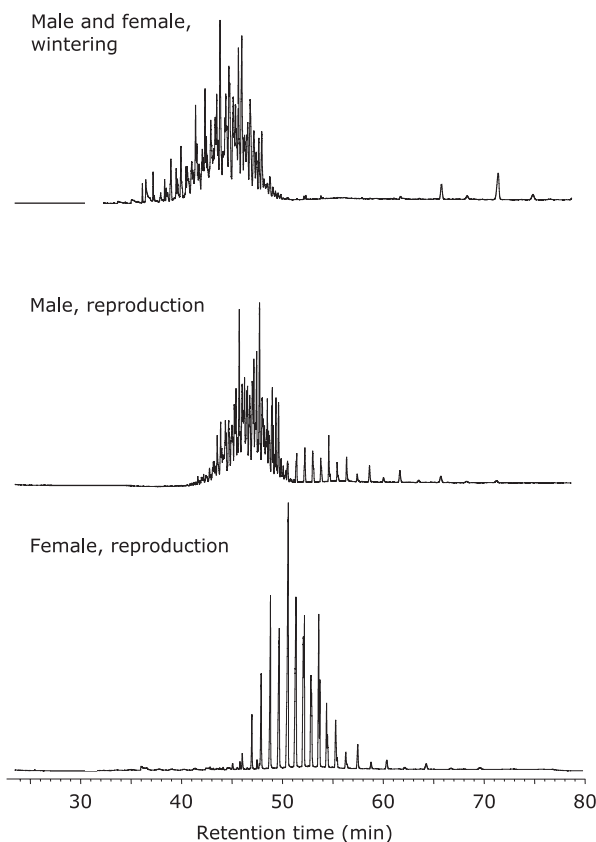 Male and female,
wintering
Male, reproduction
Female, reproduction
30 40 50 60 70 80
Retention time (min)